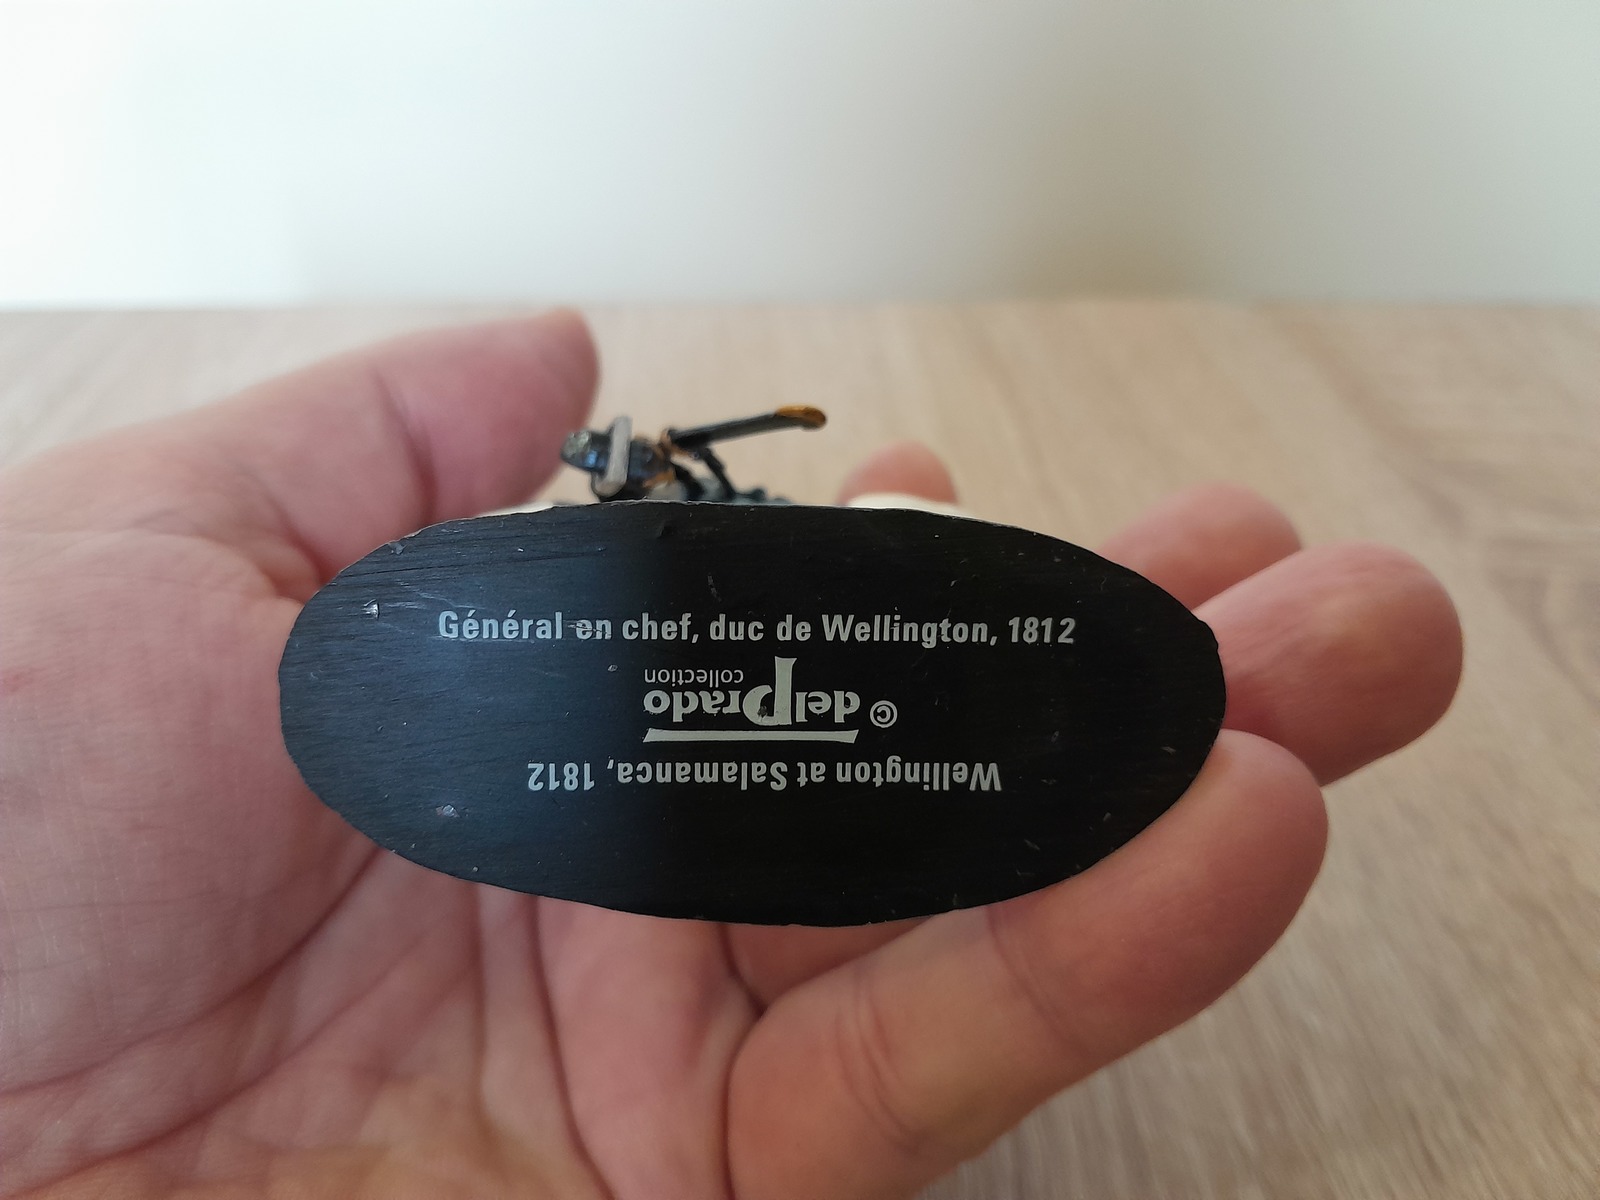 Général en chef, duc de Wellington, 1812
Wellington at Salamanca, 1812
© delPrado
collection